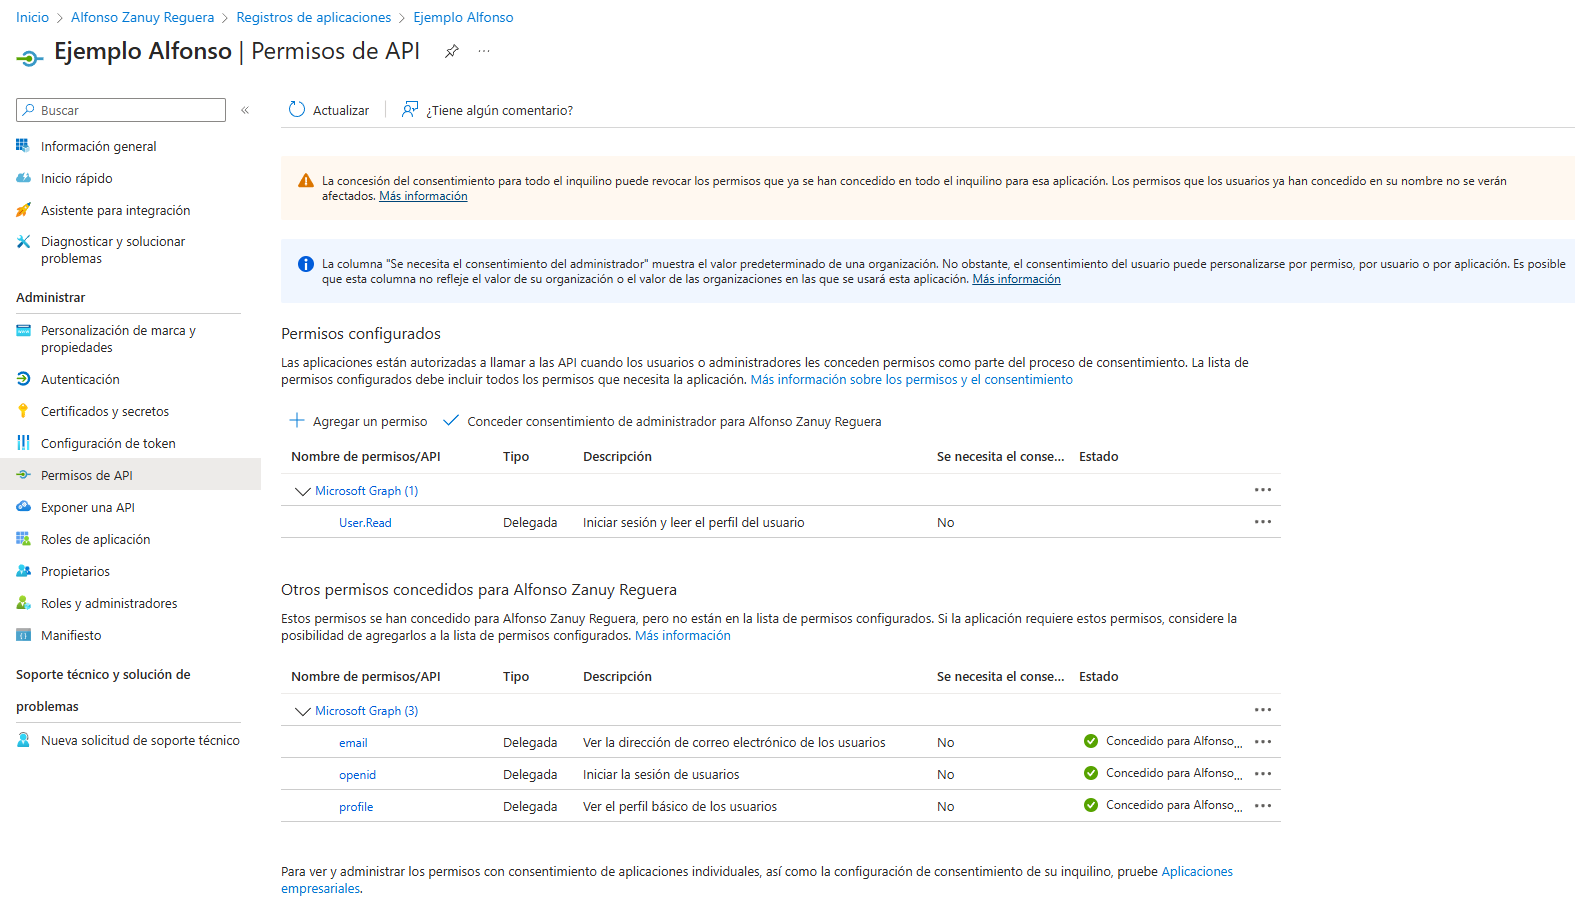 Inicio > Alfonso Zanuy Reguera > Registros de aplicaciones > Ejemplo Alfonso
Ejemplo Alfonso | Permisos de API
Buscar
Información general
Inicio rápido
Asistente para integración
Diagnosticar y solucionar
problemas
Administrar
Personalización de marca y
propiedades
Autenticación
Certificados y secretos
Configuración de token
Permisos de API
Exponer una API
Roles de aplicación
Propietarios
Roles y administradores
Manifiesto
Soporte técnico y solución de
problemas
Nueva solicitud de soporte técnico
Actualizar
¿Tiene algún comentario?
La concesión del consentimiento para todo el inquilino puede revocar los permisos que ya se han concedido en todo el inquilino para esa aplicación. Los permisos que los usuarios ya han concedido en su nombre no se verán
afectados. Más información
La columna "Se necesita el consentimiento del administrador" muestra el valor predeterminado de una organización. No obstante, el consentimiento del usuario puede personalizarse por permiso, por usuario o por aplicación. Es posible
que esta columna no refleje el valor de su organización o el valor de las organizaciones en las que se usará esta aplicación. Más información
Permisos configurados
Las aplicaciones están autorizadas a llamar a las API cuando los usuarios o administradores les conceden permisos como parte del proceso de consentimiento. La lista de
permisos configurados debe incluir todos los permisos que necesita la aplicación. Más información sobre los permisos y el consentimiento
Agregar un permiso Conceder consentimiento de administrador para Alfonso Zanuy Reguera
Nombre de permisos/API Tipo Descripción Se necesita el conse... Estado
Microsoft Graph (1)
User.Read Delegada Iniciar sesión y leer el perfil del usuario No
Otros permisos concedidos para Alfonso Zanuy Reguera
Estos permisos se han concedido para Alfonso Zanuy Reguera, pero no están en la lista de permisos configurados. Si la aplicación requiere estos permisos, considere la
posibilidad de agregarlos a la lista de permisos configurados. Más información
Nombre de permisos/API Tipo Descripción Se necesita el conse... Estado
Microsoft Graph (3)
email Delegada Ver la dirección de correo electrónico de los usuarios No Concedido para Alfonso...
openid Delegada Iniciar la sesión de usuarios No Concedido para Alfonso...
profile Delegada Ver el perfil básico de los usuarios No Concedido para Alfonso...
Para ver y administrar los permisos con consentimiento de aplicaciones individuales, así como la configuración de consentimiento de su inquilino, pruebe Aplicaciones
empresariales.